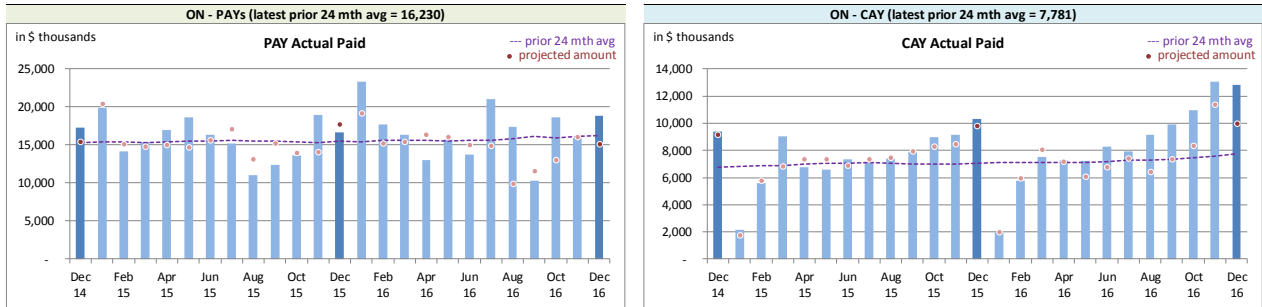 ON - PAYs (latest prior 24 mth avg = 16,230)
in $ thousands
PAY Actual Paid
--- prior 24 mth avg
• projected amount
25,000
20,000
15,000
10,000
5,000
-
Dec Feb Apr Jun Aug Oct Dec Feb Apr Jun Aug Oct Dec
14 15 15 15 15 15 15 16 16 16 16 16 16
ON - CAY (latest prior 24 mth avg = 7,781)
in $ thousands
CAY Actual Paid
--- prior 24 mth avg
• projected amount
14,000
12,000
10,000
8,000
6,000
4,000
2,000
-
Dec Feb Apr Jun Aug Oct Dec Feb Apr Jun Aug Oct Dec
14 15 15 15 15 15 15 16 16 16 16 16 16